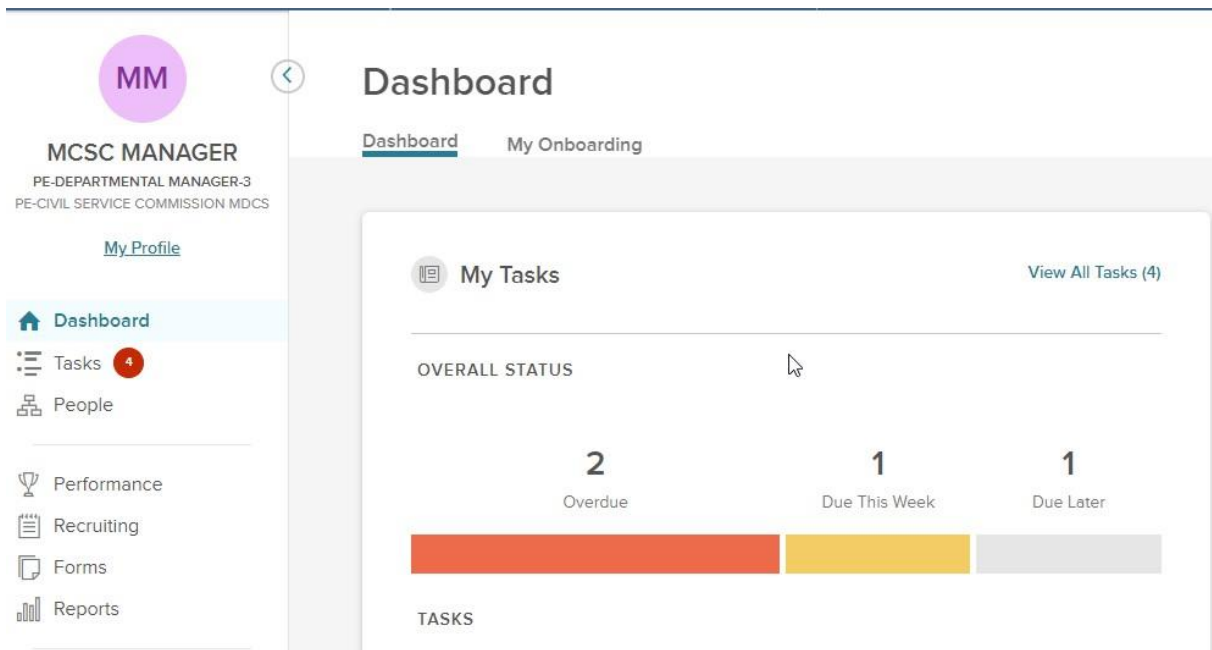 MM
MCSC MANAGER
PE-DEPARTMENTAL MANAGER-3
PE-CIVIL SERVICE COMMISSION MDCS
My Profile
Dashboard
Tasks 4
People
Performance
Recruiting
Forms
Reports
Dashboard
Dashboard My Onboarding
My Tasks View All Tasks (4)
OVERALL STATUS
2 1 1
Overdue Due This Week Due Later
TASKS